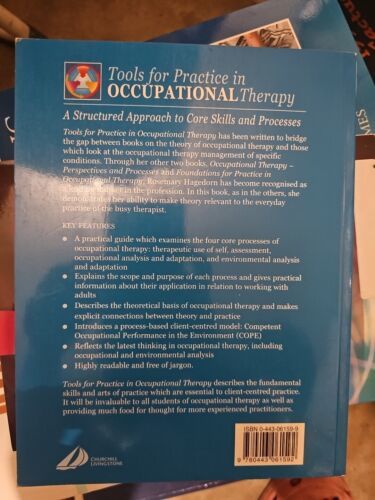 Tools for Practice in
OCCUPATIONAL Therapy
A Structured Approach to Core Skills and Processes
Tools for Practice in Occupational Therapy has been written to bridge
the gap between books on the theory of occupational therapy and those
which look at the occupational therapy management of specific
conditions. Through her other two books, Occupational Therapy –
Perspectives and Processes and Foundations for Practice in
Occupational Therapy, Rosemary Hagedorn has become recognised as
a in the profession. In this book, as in the others, she
demonstrates her ability to make theory relevant to the everyday
practice of the busy therapist.
KEY FEATURES
• A practical guide which examines the four core processes of
occupational therapy: therapeutic use of self, assessment,
occupational analysis and adaptation, and environmental analysis
and adaptation
• Explains the scope and purpose of each process and gives practical
information about their application in relation to working with
adults
• Describes the theoretical basis of occupational therapy and makes
explicit connections between theory and practice
• Introduces a process-based client-centred model: Competent
Occupational Performance in the Environment (COPE)
• Reflects the latest thinking in occupational therapy, including
occupational and environmental analysis
• Highly readable and free of jargon.
Tools for Practice in Occupational Therapy describes the fundamental
skills and arts of practice which are essential to client-centred practice.
It will be invaluable to all students of occupational therapy as well as
providing much food for thought for more experienced practitioners.
ISBN 0-443-06159-9
9 780443 061592
CHURCHILL
LIVINGSTONE